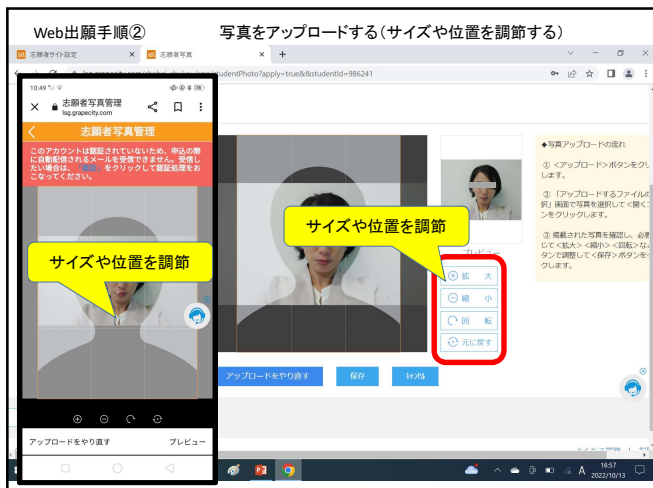 Web出願手順②　写真をアップロードする(サイズや位置を調節する)
志願者サイト設定 ×
志願者写真 × +
studentPhoto?apply=true&&studentId=986241
10:49
志願者写真管理
lsg.grapecity.com
志願者写真管理
このアカウントは認証されていないため、申込の際
に自動配信されるメールを受信できません。受信し
たい場合は、「認証」をクリックして認証処理をお
こなってください。
サイズや位置を調節
アップロードをやり直す
プレビュー
サイズや位置を調節
プレビュー
拡 大
縮 小
回 転
元に戻す
アップロードをやり直す
保存
ｷｬﾝｾﾙ
◆写真アップロードの流れ
① <アップロード>ボタンをクリ
します。
② 「アップロードするファイルの
択」画面で写真を選択して<開く>
ンをクリックします。
③ 掲載された写真を確認し、必要
じて<拡大><縮小><回転>な
タンで調整して<保存>ボタンを
クします。
A
16:57
2022/10/13